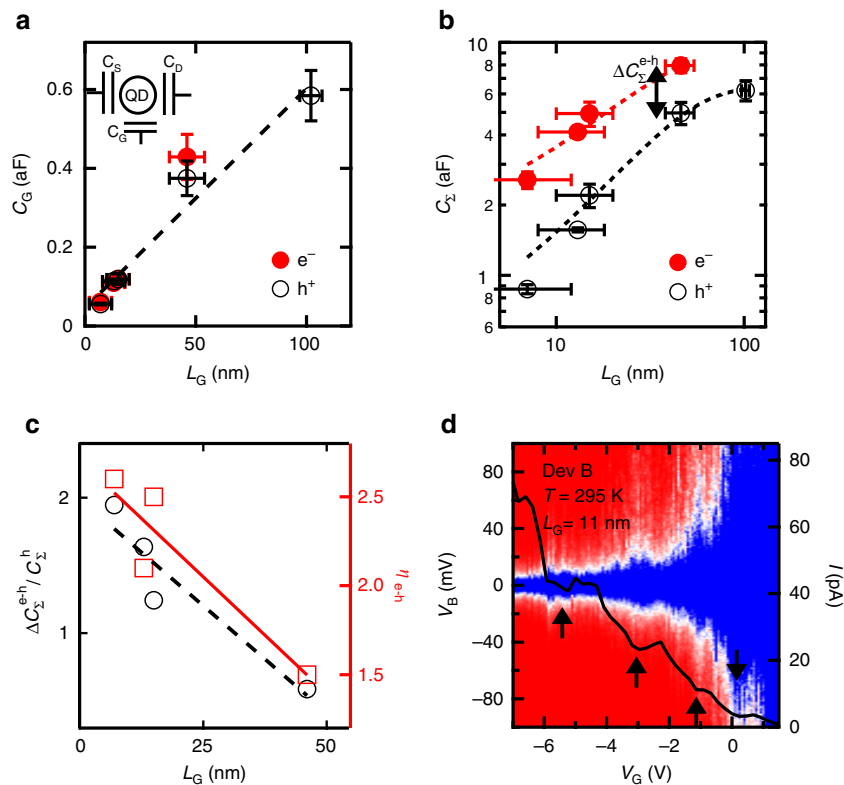 a
0.6
0.4
0.2
0
C_G (aF)
C_S
C_D
QD
C_G
e⁻
h⁺
0
50
100
L_G (nm)
b
10
8
6
4
2
1
8
6
C_Σ (aF)
ΔC_Σ^e-h
e⁻
h⁺
10
100
L_G (nm)
c
2
1
ΔC_Σ^e-h / C_Σ^h
2.5
2.0
1.5
η_e-h
0
25
50
L_G (nm)
d
80
40
0
−40
−80
V_B (mV)
Dev B
T = 295 K
L_G = 11 nm
80
60
40
20
0
I (pA)
−6
−4
−2
0
V_G (V)